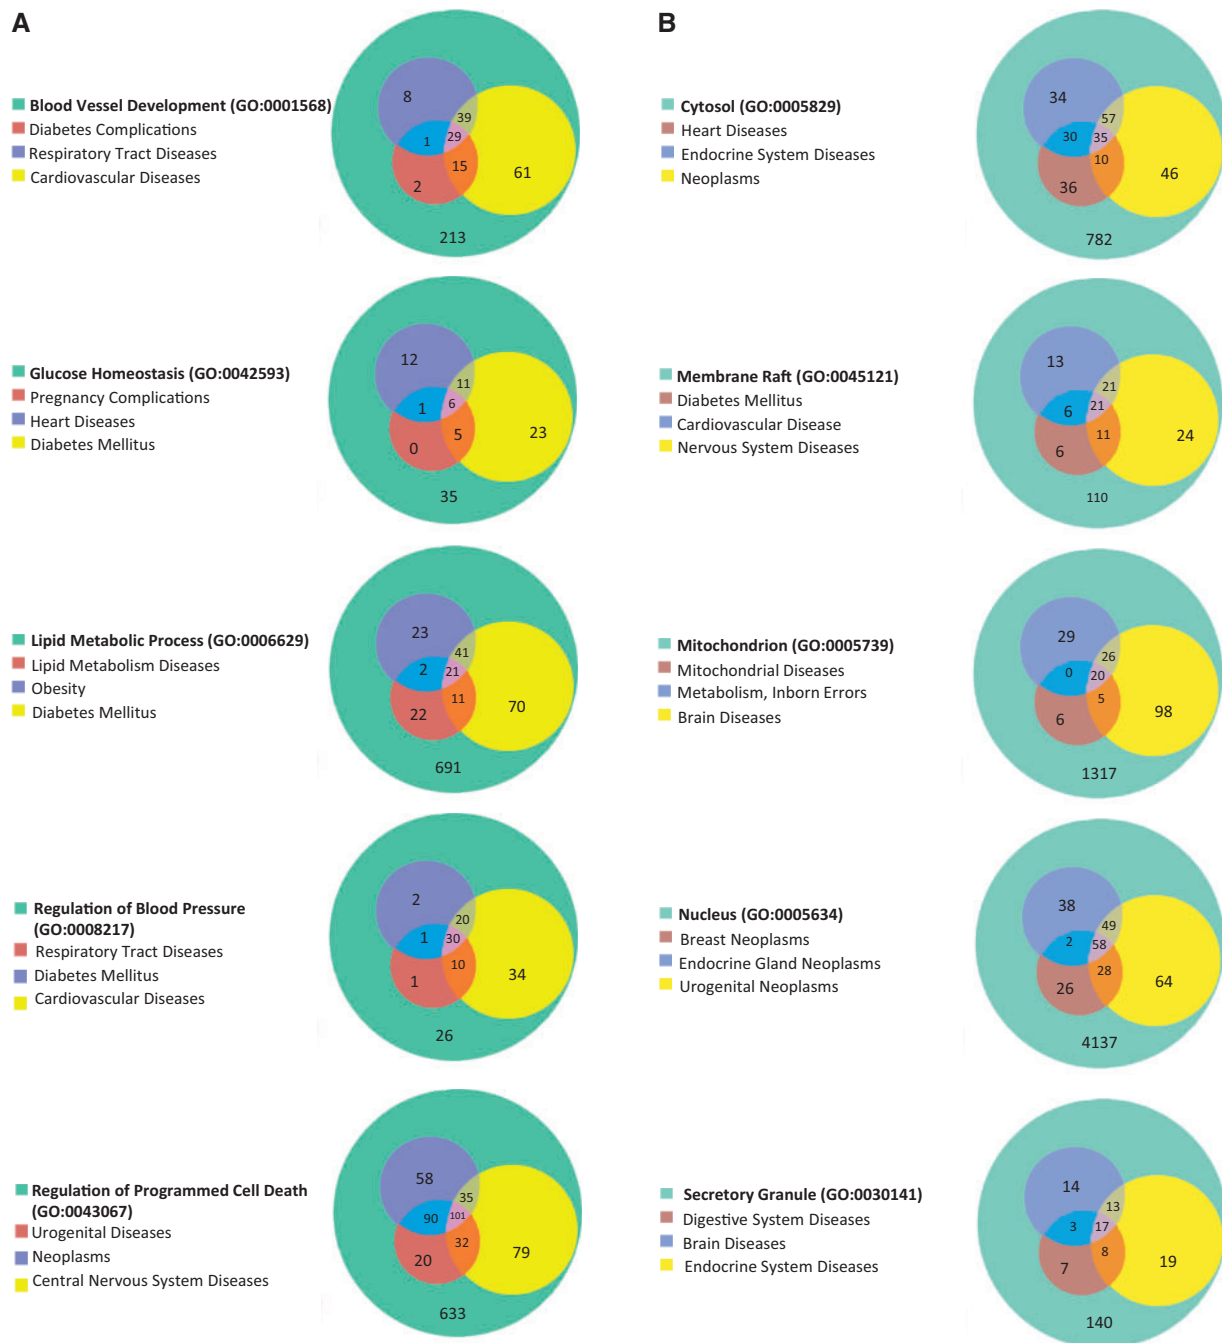 A
Blood Vessel Development (GO:0001568)
Diabetes Complications
Respiratory Tract Diseases
Cardiovascular Diseases
8
39
1
29
15
2
61
213
Glucose Homeostasis (GO:0042593)
Pregnancy Complications
Heart Diseases
Diabetes Mellitus
12
11
1
6
0
5
23
35
Lipid Metabolic Process (GO:0006629)
Lipid Metabolism Diseases
Obesity
Diabetes Mellitus
23
41
2
21
22
11
70
691
Regulation of Blood Pressure
(GO:0008217)
Respiratory Tract Diseases
Diabetes Mellitus
Cardiovascular Diseases
2
20
1
30
1
10
34
26
Regulation of Programmed Cell Death
(GO:0043067)
Urogenital Diseases
Neoplasms
Central Nervous System Diseases
58
35
90
101
20
32
79
633
B
Cytosol (GO:0005829)
Heart Diseases
Endocrine System Diseases
Neoplasms
34
57
30
35
10
36
46
782
Membrane Raft (GO:0045121)
Diabetes Mellitus
Cardiovascular Disease
Nervous System Diseases
13
21
6
21
6
11
24
110
Mitochondrion (GO:0005739)
Mitochondrial Diseases
Metabolism, Inborn Errors
Brain Diseases
29
26
0
20
6
5
98
1317
Nucleus (GO:0005634)
Breast Neoplasms
Endocrine Gland Neoplasms
Urogenital Neoplasms
38
49
2
58
26
28
64
4137
Secretory Granule (GO:0030141)
Digestive System Diseases
Brain Diseases
Endocrine System Diseases
14
13
3
17
7
8
19
140